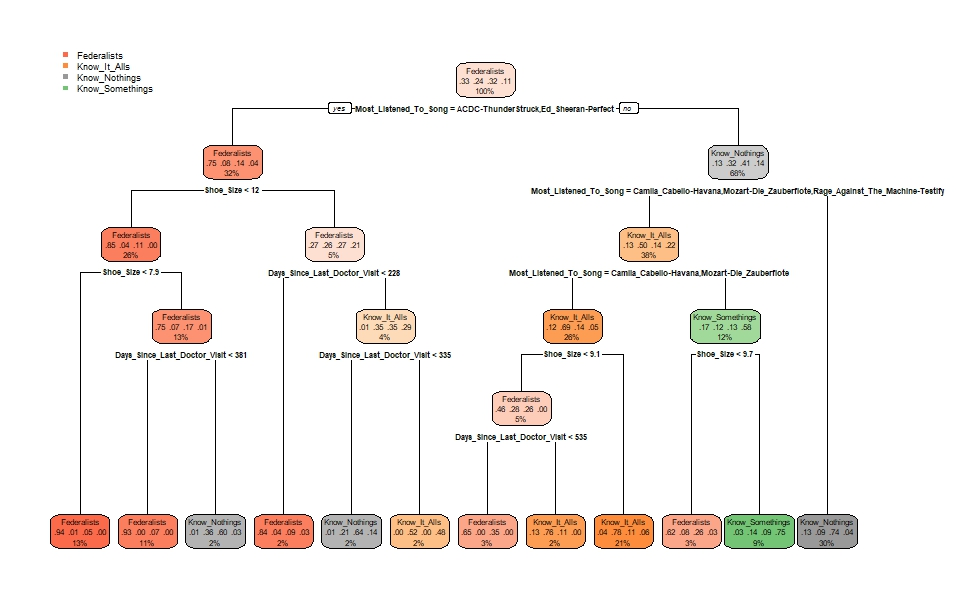 Federalists
Know_It_Alls
Know_Nothings
Know_Somethings
Federalists
.33 .24 .32 .11
100%
yes Most_Listened_To_Song = ACDC-Thunderstruck,Ed_Sheeran-Perfect no
Federalists
.75 .08 .14 .04
32%
Know_Nothings
.13 .32 .41 .14
68%
Shoe_Size < 12
Most_Listened_To_Song = Camila_Cabello-Havana,Mozart-Die_Zauberflote,Rage_Against_The_Machine-Testify
Federalists
.85 .04 .11 .00
26%
Federalists
.27 .26 .27 .21
5%
Know_It_Alls
.13 .50 .14 .22
38%
Shoe_Size < 7.9
Days_Since_Last_Doctor_Visit < 228
Most_Listened_To_Song = Camila_Cabello-Havana,Mozart-Die_Zauberflote
Federalists
.75 .07 .17 .01
13%
Know_It_Alls
.01 .35 .35 .29
4%
Know_It_Alls
.12 .69 .14 .05
26%
Know_Somethings
.17 .12 .13 .58
12%
Days_Since_Last_Doctor_Visit < 381
Days_Since_Last_Doctor_Visit < 335
Shoe_Size < 9.1
Shoe_Size < 9.7
Federalists
.46 .28 .26 .00
5%
Days_Since_Last_Doctor_Visit < 535
Federalists
.94 .01 .05 .00
13%
Federalists
.93 .00 .07 .00
11%
Know_Nothings
.01 .36 .60 .03
2%
Federalists
.84 .04 .09 .03
2%
Know_Nothings
.01 .21 .64 .14
2%
Know_It_Alls
.00 .52 .00 .48
2%
Federalists
.65 .00 .35 .00
3%
Know_It_Alls
.13 .76 .11 .00
2%
Know_It_Alls
.04 .78 .11 .06
21%
Federalists
.62 .08 .26 .03
3%
Know_Somethings
.03 .14 .09 .75
9%
Know_Nothings
.13 .09 .74 .04
30%